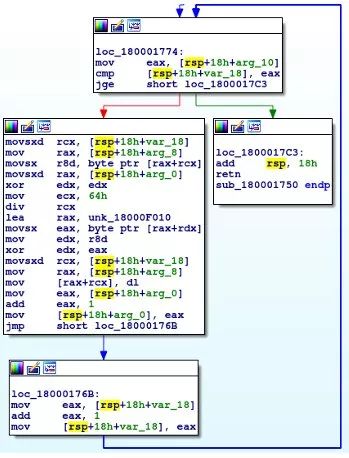 loc_180001774:
mov eax, [rsp+18h+arg_10]
cmp [rsp+18h+var_18], eax
jge short loc_1800017C3
movsxd rcx, [rsp+18h+var_18]
mov rax, [rsp+18h+arg_8]
movsx r8d, byte ptr [rax+rcx]
movsxd rax, [rsp+18h+arg_0]
xor edx, edx
mov ecx, 64h
div rcx
lea rax, unk_18000F010
movsx eax, byte ptr [rax+rdx]
mov edx, r8d
xor edx, eax
movsxd rcx, [rsp+18h+var_18]
mov rax, [rsp+18h+arg_8]
mov [rax+rcx], dl
mov eax, [rsp+18h+arg_0]
add eax, 1
mov [rsp+18h+arg_0], eax
jmp short loc_18000176B
loc_1800017C3:
add rsp, 18h
retn
sub_180001750 endp
loc_18000176B:
mov eax, [rsp+18h+var_18]
add eax, 1
mov [rsp+18h+var_18], eax